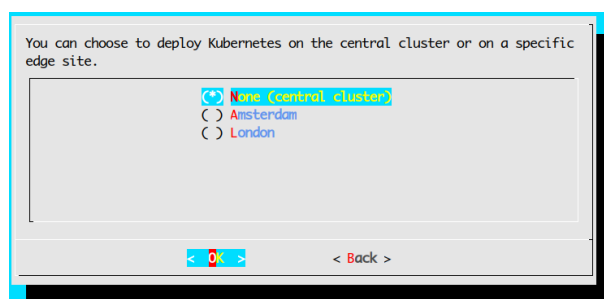 You can choose to deploy Kubernetes on the central cluster or on a specific
edge site.
(*) None (central cluster)
( ) Amsterdam
( ) London
< OK > < Back >